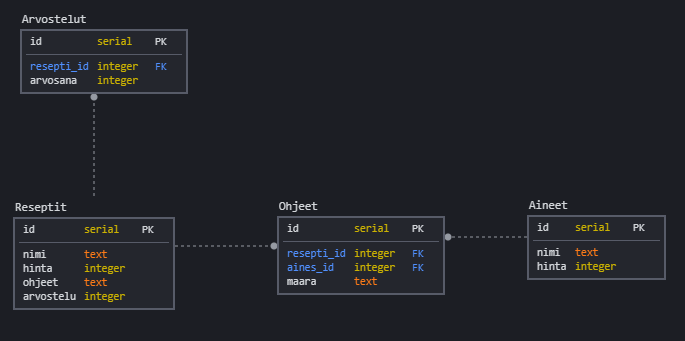 Arvostelut
id serial PK
resepti_id integer FK
arvosana integer
Reseptit
id serial PK
nimi text
hinta integer
ohjeet text
arvostelu integer
Ohjeet
id serial PK
resepti_id integer FK
aines_id integer FK
maara text
Aineet
id serial PK
nimi text
hinta integer